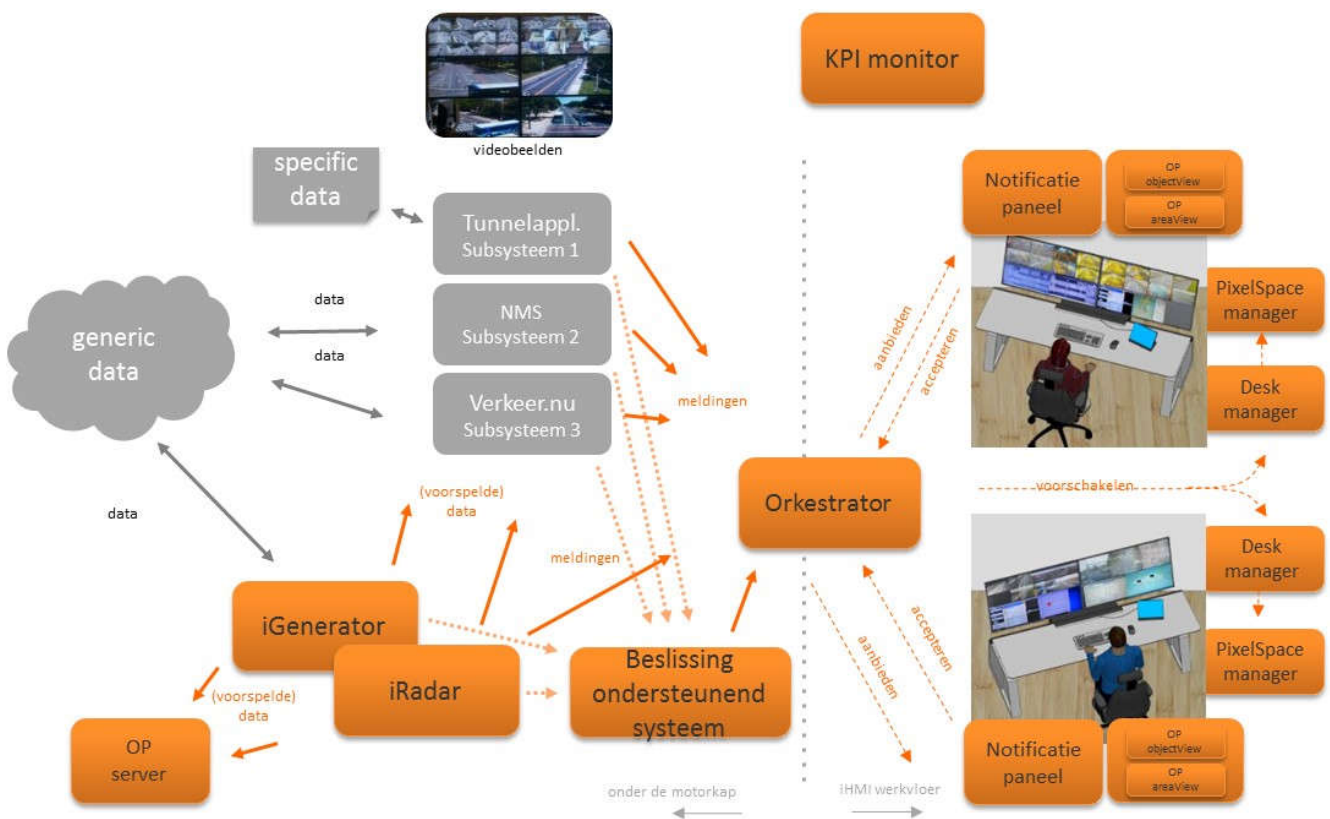 KPI monitor
videobeelden
specific
data
Tunnelappl.
Subsysteem 1
NMS
Subsysteem 2
Verkeer.nu
Subsysteem 3
generic
data
data
data
data
meldingen
(voorspelde)
data
meldingen
iGenerator
iRadar
(voorspelde)
data
OP
server
Beslissing
ondersteunend
systeem
Orkestrator
aanbieden
accepteren
Notificatie
paneel
OP
objectView
OP
areaView
PixelSpace
manager
Desk
manager
voorschakelen
Desk
manager
PixelSpace
manager
accepteren
aanbieden
Notificatie
paneel
OP
objectView
OP
areaView
onder de motorkap
iHMI werkvloer